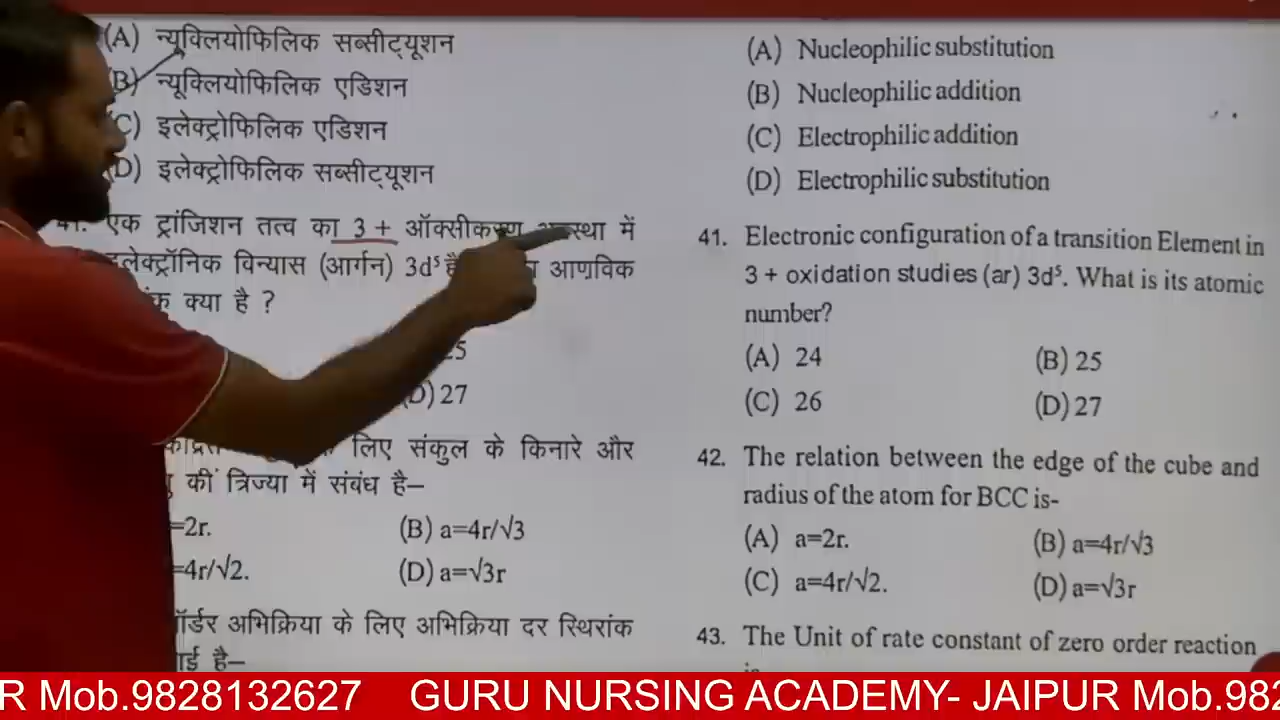 (A) न्यूक्लियोफिलिक सब्सीट्यूशन
(B) न्यूक्लियोफिलिक एडिशन
C) इलेक्ट्रोफिलिक एडिशन
D) इलेक्ट्रोफिलिक सब्सीट्यूशन
एक ट्रांजिशन तत्व का 3 + ऑक्सीकरण में
इलेक्ट्रॉनिक विन्यास (आर्गन) 3d⁵ आणविक
क्या है ?
25
(D) 27
लिए संकुल के किनारे और
की त्रिज्या में संबंध है–
=2r.
(B) a=4r/√3
=4r/√2.
(D) a=√3r
ऑर्डर अभिक्रिया के लिए अभिक्रिया दर स्थिरांक
है–
(A) Nucleophilic substitution
(B) Nucleophilic addition
(C) Electrophilic addition
(D) Electrophilic substitution
41. Electronic configuration of a transition Element in
3 + oxidation studies (ar) 3d⁵. What is its atomic
number?
(A) 24
(B) 25
(C) 26
(D) 27
42. The relation between the edge of the cube and
radius of the atom for BCC is-
(A) a=2r.
(B) a=4r/√3
(C) a=4r/√2.
(D) a=√3r
43. The Unit of rate constant of zero order reaction
R Mob.9828132627 GURU NURSING ACADEMY- JAIPUR Mob.982